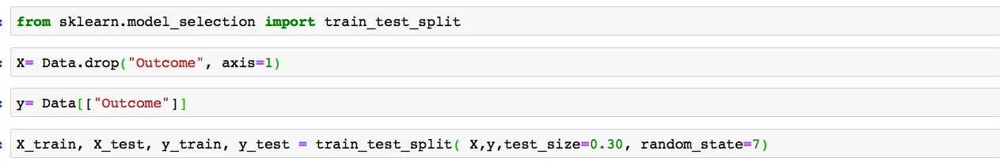 : from sklearn.model_selection import train_test_split
: X= Data.drop("Outcome", axis=1)
: y= Data[["Outcome"]]
: X_train, X_test, y_train, y_test = train_test_split( X,y,test_size=0.30, random_state=7)